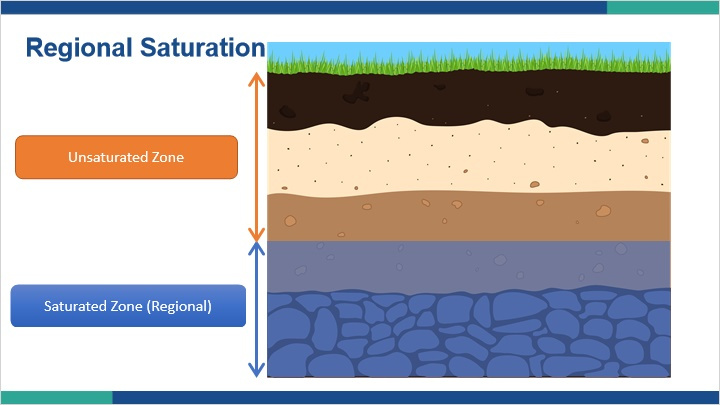 Regional Saturation
Unsaturated Zone
Saturated Zone (Regional)